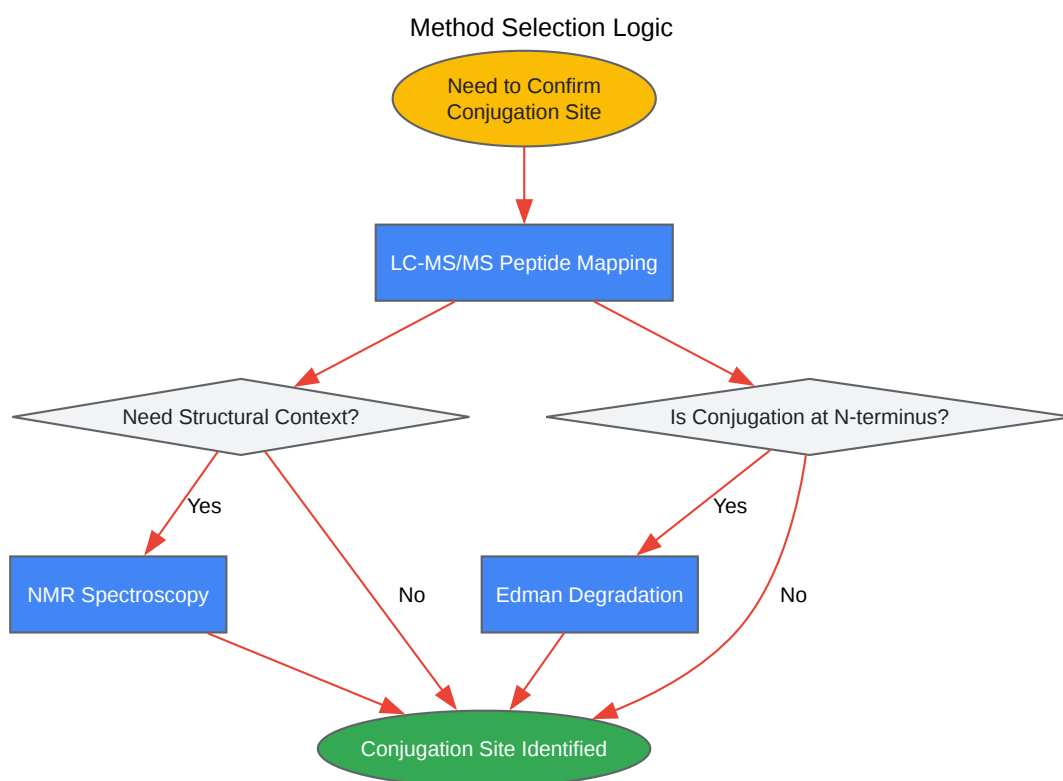 Method Selection Logic
Need to Confirm
Conjugation Site
LC-MS/MS Peptide Mapping
Need Structural Context?
Is Conjugation at N-terminus?
Yes
Yes
NMR Spectroscopy
No
Edman Degradation
No
Conjugation Site Identified